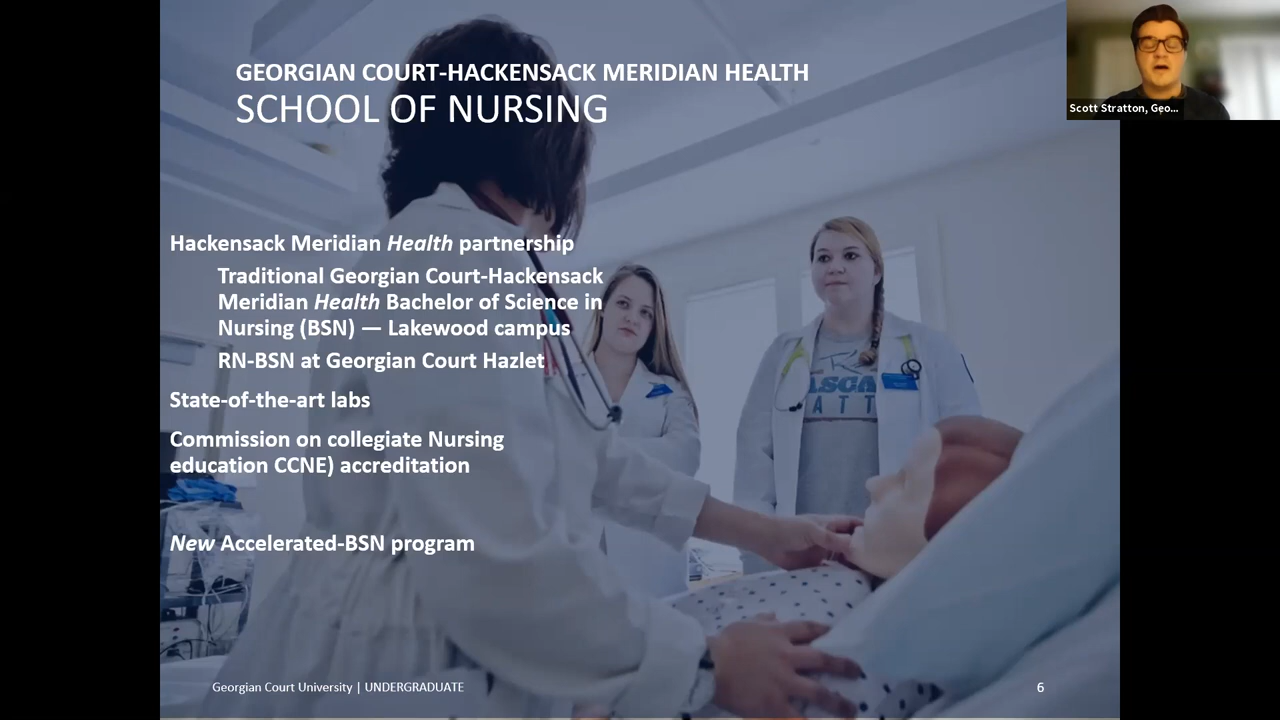 GEORGIAN COURT-HACKENSACK MERIDIAN HEALTH
SCHOOL OF NURSING
Scott Stratton, Geo...
Hackensack Meridian Health partnership
Traditional Georgian Court-Hackensack
Meridian Health Bachelor of Science in
Nursing (BSN) — Lakewood campus
RN-BSN at Georgian Court Hazlet
State-of-the-art labs
Commission on collegiate Nursing
education CCNE) accreditation
New Accelerated-BSN program
Georgian Court University | UNDERGRADUATE
6